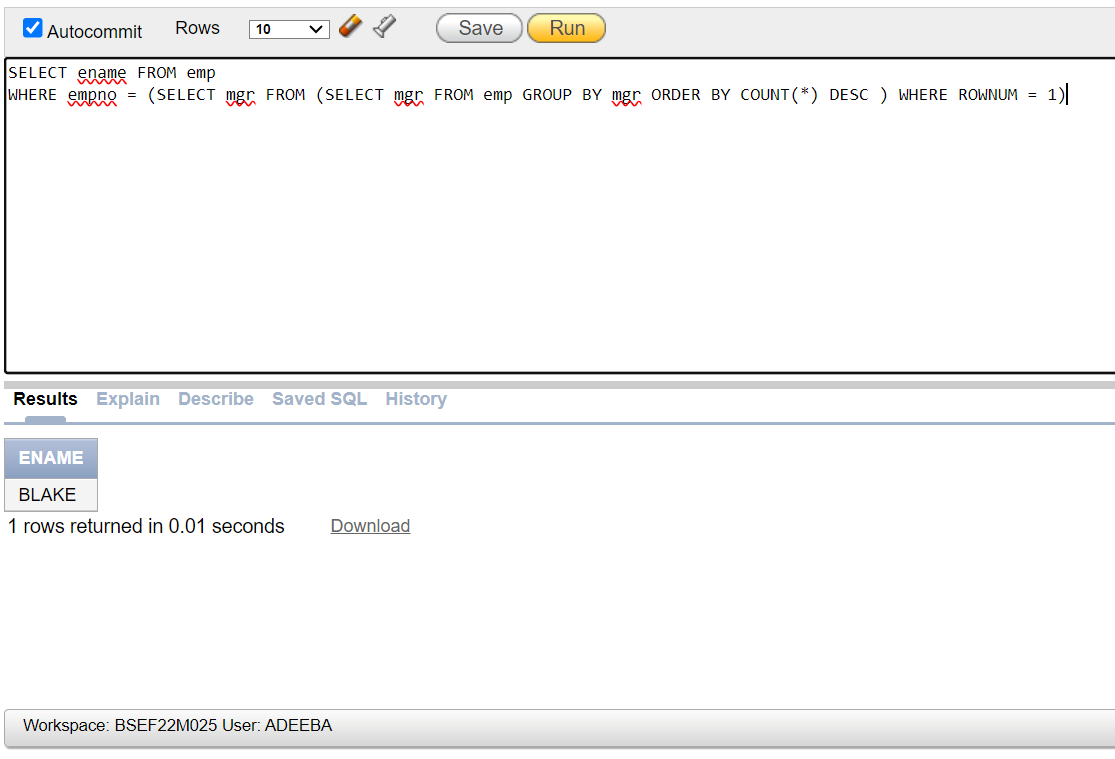 Autocommit Rows 10 Save Run
SELECT ename FROM emp
WHERE empno = (SELECT mgr FROM (SELECT mgr FROM emp GROUP BY mgr ORDER BY COUNT(*) DESC ) WHERE ROWNUM = 1)
Results Explain Describe Saved SQL History
ENAME
BLAKE
1 rows returned in 0.01 seconds Download
Workspace: BSEF22M025 User: ADEEBA